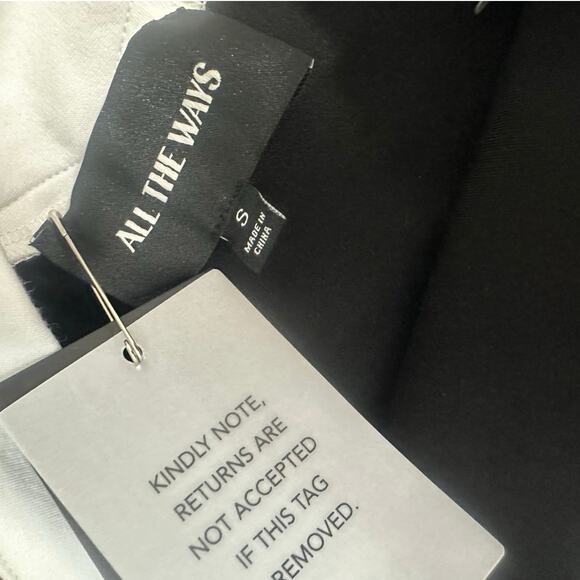 ALL THE WAYS
S
MADE IN
CHINA
KINDLY NOTE,
RETURNS ARE
NOT ACCEPTED
IF THIS TAG
REMOVED.